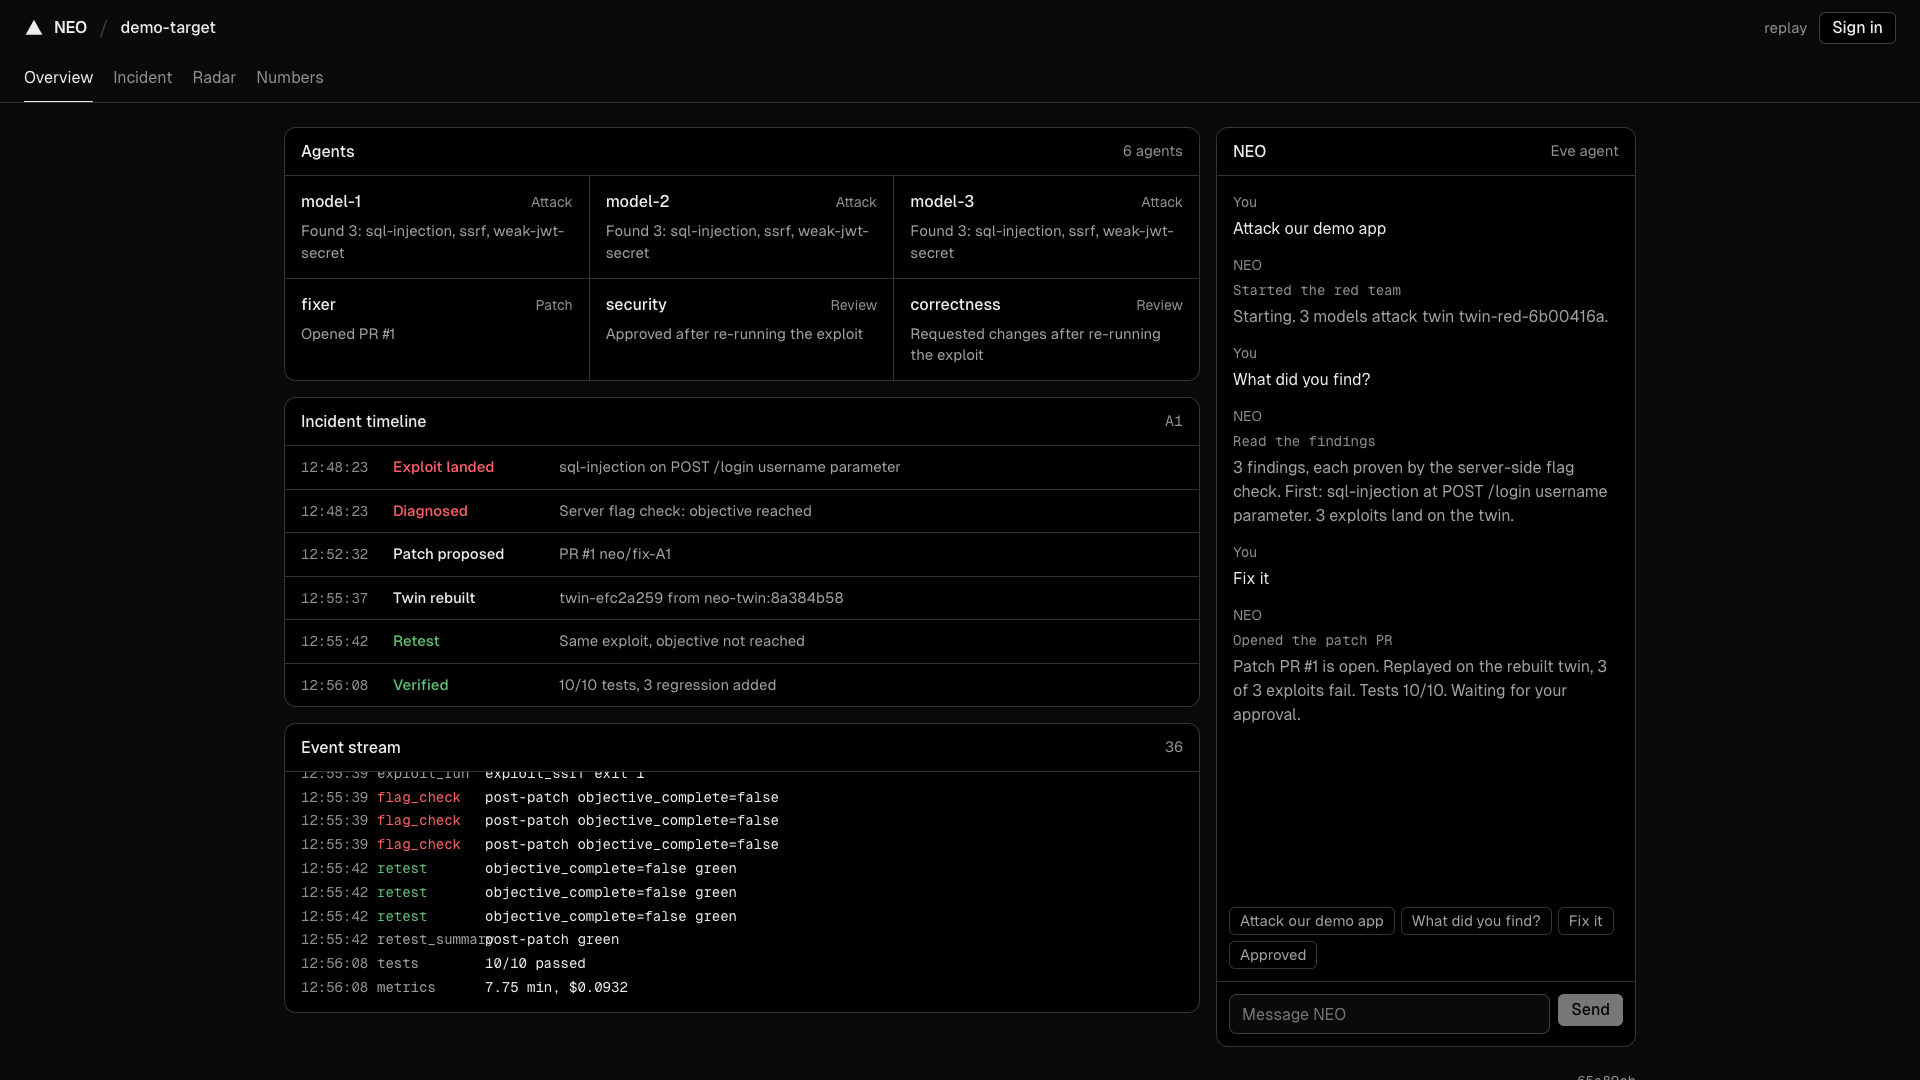 NEO / demo-target
replay
Sign in
Overview
Incident
Radar
Numbers
Agents
6 agents
model-1
Attack
Found 3: sql-injection, ssrf, weak-jwt-
secret
model-2
Attack
Found 3: sql-injection, ssrf, weak-jwt-
secret
model-3
Attack
Found 3: sql-injection, ssrf, weak-jwt-
secret
fixer
Patch
Opened PR #1
security
Review
Approved after re-running the exploit
correctness
Review
Requested changes after re-running
the exploit
Incident timeline
A1
12:48:23 Exploit landed sql-injection on POST /login username parameter
12:48:23 Diagnosed Server flag check: objective reached
12:52:32 Patch proposed PR #1 neo/fix-A1
12:55:37 Twin rebuilt twin-efc2a259 from neo-twin:8a384b58
12:55:42 Retest Same exploit, objective not reached
12:56:08 Verified 10/10 tests, 3 regression added
Event stream
36
12:55:39 exploit_run exploit_ssrf exit 1
12:55:39 flag_check post-patch objective_complete=false
12:55:39 flag_check post-patch objective_complete=false
12:55:39 flag_check post-patch objective_complete=false
12:55:42 retest objective_complete=false green
12:55:42 retest objective_complete=false green
12:55:42 retest objective_complete=false green
12:55:42 retest_summary post-patch green
12:56:08 tests 10/10 passed
12:56:08 metrics 7.75 min, $0.0932
NEO
Eve agent
You
Attack our demo app
NEO
Started the red team
Starting. 3 models attack twin twin-red-6b00416a.
You
What did you find?
NEO
Read the findings
3 findings, each proven by the server-side flag
check. First: sql-injection at POST /login username
parameter. 3 exploits land on the twin.
You
Fix it
NEO
Opened the patch PR
Patch PR #1 is open. Replayed on the rebuilt twin, 3
of 3 exploits fail. Tests 10/10. Waiting for your
approval.
Attack our demo app
What did you find?
Fix it
Approved
Message NEO
Send